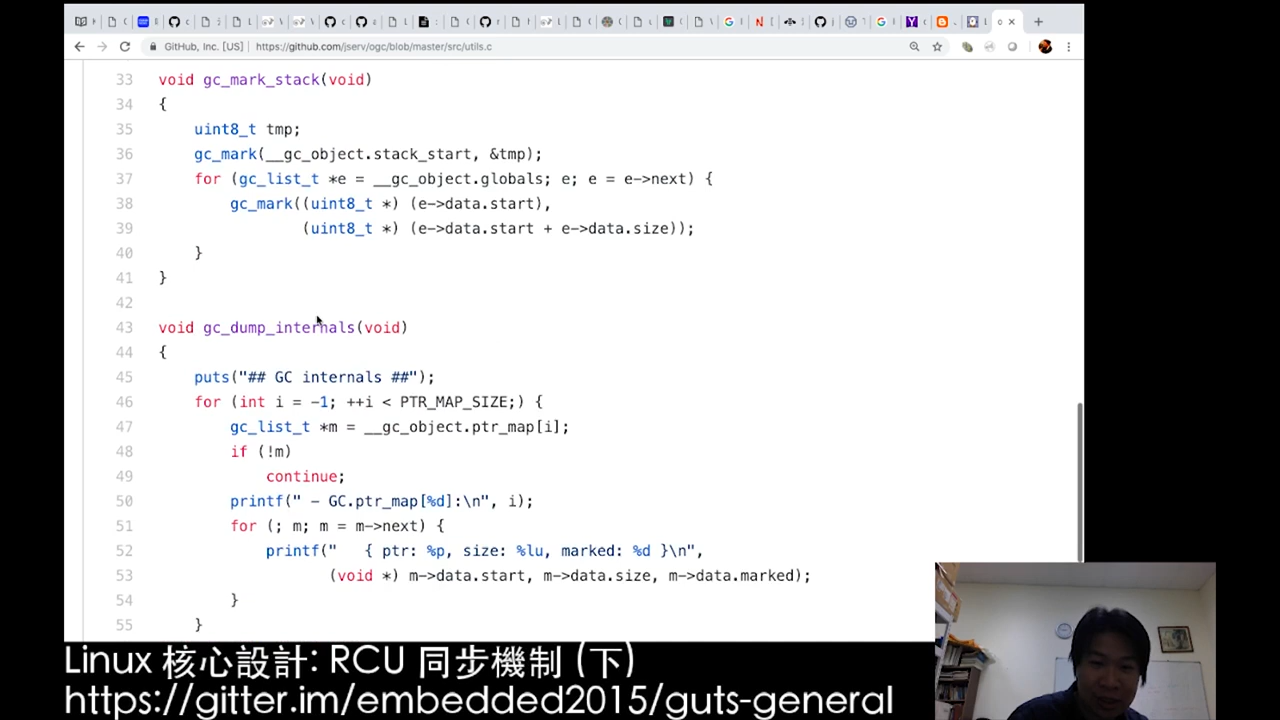 GitHub, Inc. [US] https://github.com/jserv/ogc/blob/master/src/utils.c
33 void gc_mark_stack(void)
34 {
35 uint8_t tmp;
36 gc_mark(__gc_object.stack_start, &tmp);
37 for (gc_list_t *e = __gc_object.globals; e; e = e->next) {
38 gc_mark((uint8_t *) (e->data.start),
39 (uint8_t *) (e->data.start + e->data.size));
40 }
41 }
42
43 void gc_dump_internals(void)
44 {
45 puts("## GC internals ##");
46 for (int i = -1; ++i < PTR_MAP_SIZE;) {
47 gc_list_t *m = __gc_object.ptr_map[i];
48 if (!m)
49 continue;
50 printf(" - GC.ptr_map[%d]:\n", i);
51 for (; m; m = m->next) {
52 printf("   { ptr: %p, size: %lu, marked: %d }\n",
53 (void *) m->data.start, m->data.size, m->data.marked);
54 }
55 }
Linux 核心設計: RCU 同步機制 (下)
https://gitter.im/embedded2015/guts-general